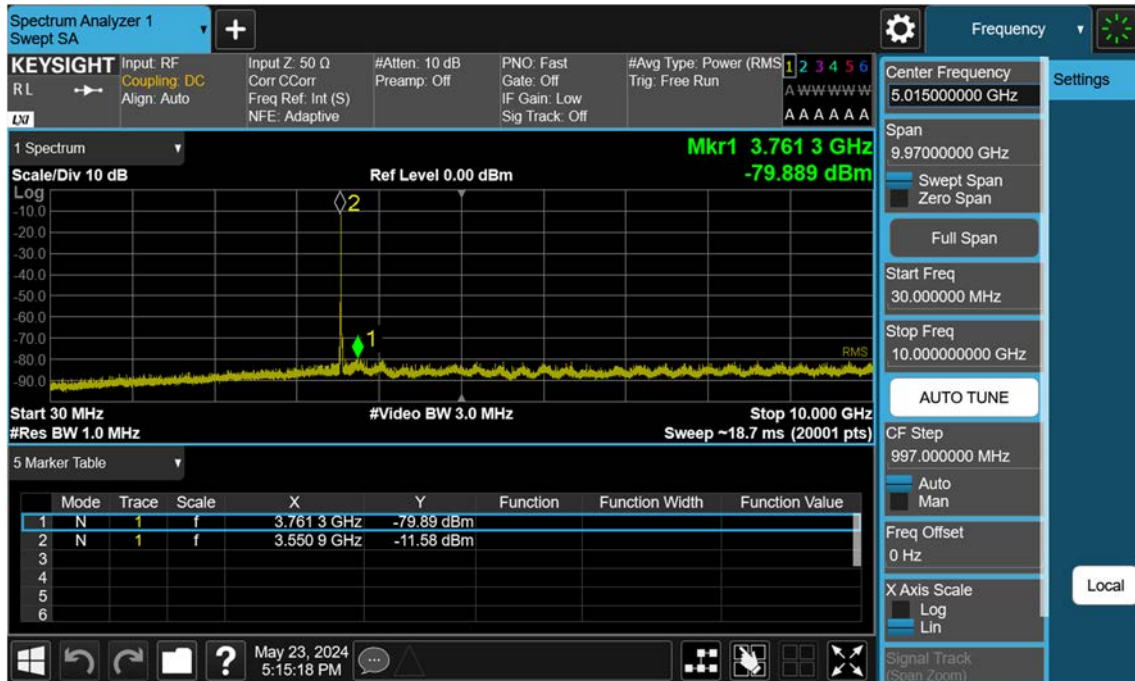 Spectrum Analyzer 1
Swept SA
Frequency
KEYSIGHT
R L
LXI
Input: RF
Coupling: DC
Align: Auto
Input Z: 50 Ω
Corr CCorr
Freq Ref: Int (S)
NFE: Adaptive
#Atten: 10 dB
Preamp: Off
PNO: Fast
Gate: Off
IF Gain: Low
Sig Track: Off
#Avg Type: Power (RMS
Trig: Free Run
1 2 3 4 5 6
A W W W W W
A A A A A A
1 Spectrum
Scale/Div 10 dB
Ref Level 0.00 dBm
Mkr1 3.761 3 GHz
-79.889 dBm
Log
-10.0
-20.0
-30.0
-40.0
-50.0
-60.0
-70.0
-80.0
-90.0
2
1
RMS
Start 30 MHz
#Video BW 3.0 MHz
Stop 10.000 GHz
#Res BW 1.0 MHz
Sweep ~18.7 ms (20001 pts)
5 Marker Table
Mode Trace Scale X Y Function Function Width Function Value
1 N 1 f 3.761 3 GHz -79.89 dBm
2 N 1 f 3.550 9 GHz -11.58 dBm
3
4
5
6
?
May 23, 2024
5:15:18 PM
Center Frequency
5.015000000 GHz
Span
9.97000000 GHz
Swept Span
Zero Span
Full Span
Start Freq
30.000000 MHz
Stop Freq
10.000000000 GHz
AUTO TUNE
CF Step
997.000000 MHz
Auto
Man
Freq Offset
0 Hz
X Axis Scale
Log
Lin
Signal Track
(Span Zoom)
Settings
Local